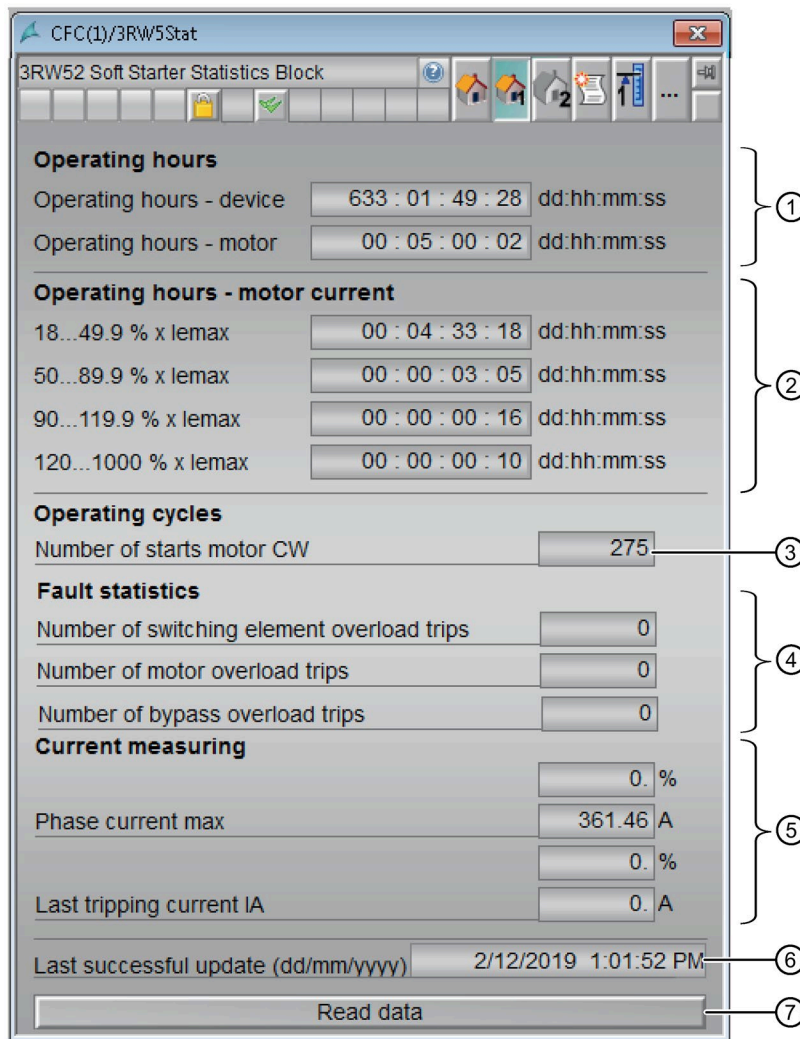 CFC(1)/3RW5Stat
3RW52 Soft Starter Statistics Block
1
2
1
...
Operating hours
Operating hours - device 633 : 01 : 49 : 28 dd:hh:mm:ss
Operating hours - motor 00 : 05 : 00 : 02 dd:hh:mm:ss
1
Operating hours - motor current
18...49.9 % x lemax 00 : 04 : 33 : 18 dd:hh:mm:ss
50...89.9 % x lemax 00 : 00 : 03 : 05 dd:hh:mm:ss
2
90...119.9 % x lemax 00 : 00 : 00 : 16 dd:hh:mm:ss
120...1000 % x lemax 00 : 00 : 00 : 10 dd:hh:mm:ss
Operating cycles
Number of starts motor CW 275 3
Fault statistics
Number of switching element overload trips 0
Number of motor overload trips 0 4
Number of bypass overload trips 0
Current measuring
0. %
Phase current max 361.46 A 5
0. %
Last tripping current IA 0. A
Last successful update (dd/mm/yyyy) 2/12/2019 1:01:52 PM 6
Read data 7